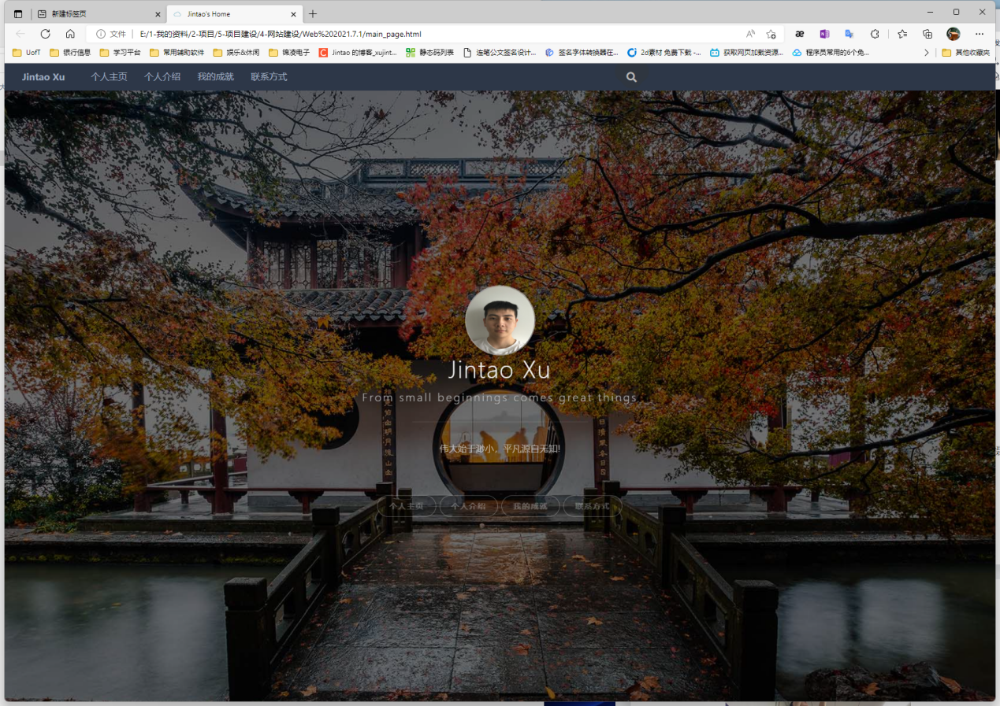 新建标签页
Jintao's Home
文件
E:/1-我的资料/2-项目/5-项目建设/4-网站建设/Web%202021.7.1/main_page.html
UofT 银行信息 学习平台 常用辅助软件 娱乐&休闲 锦凌电子 Jintao 的博客_xujint... 静态码列表 连笔公文签名设计... 签名字体转换器在... 2d素材 免费下载 -... 获取网页加载资源... 程序员常用的6个免... 其他收藏夹
Jintao Xu 个人主页 个人介绍 我的成就 联系方式
Jintao Xu
From small beginnings comes great things
伟大始于渺小，平凡源自无知!
个人主页 个人介绍 我的成就 联系方式